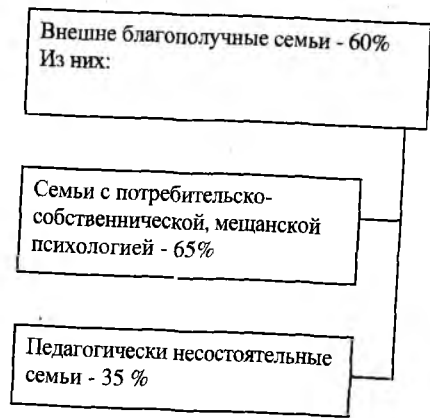 Внешне благополучные семьи - 60%
Из них:
Семьи с потребительско-
собственнической, мещанской
психологией - 65%
Педагогически несостоятельные
семьи - 35 %